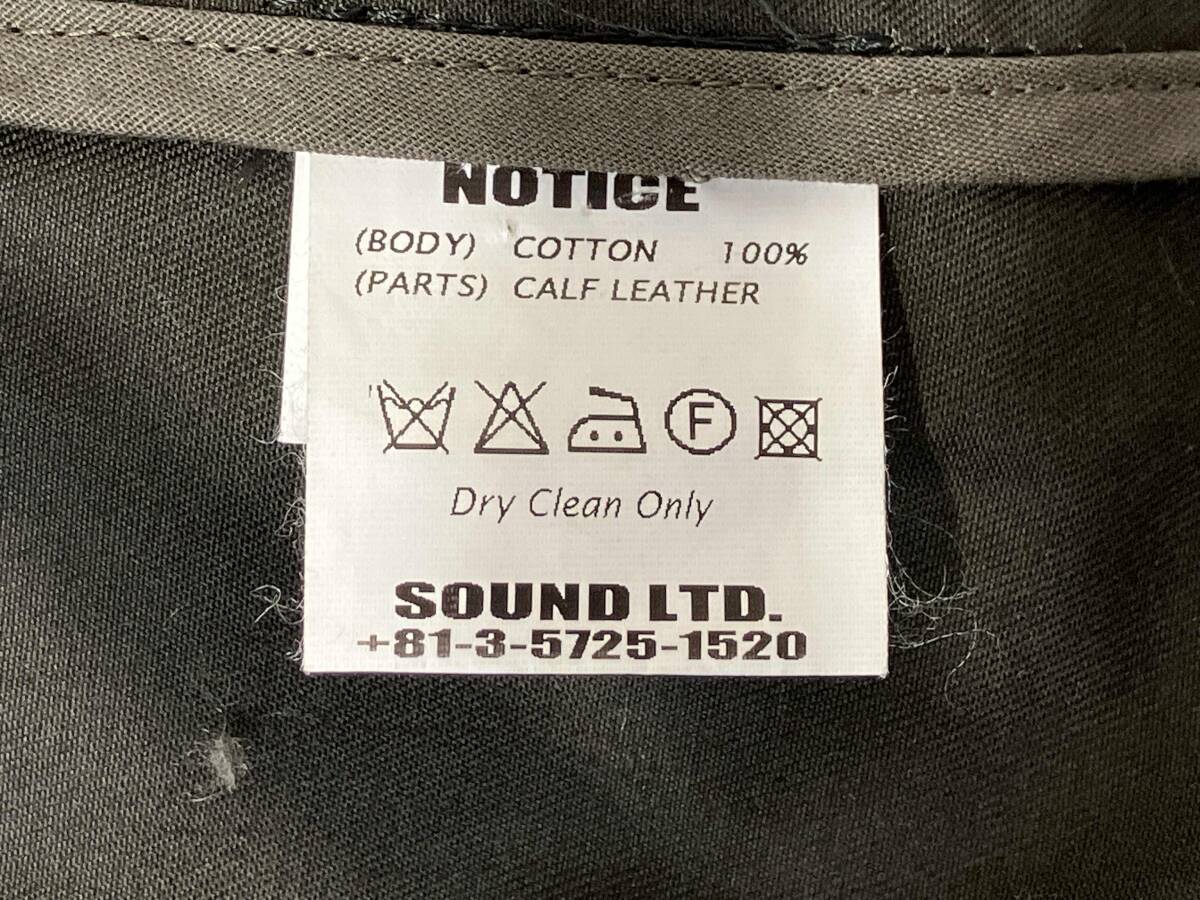 NOTICE
(BODY) COTTON 100%
(PARTS) CALF LEATHER
F
Dry Clean Only
SOUND LTD.
+81-3-5725-1520